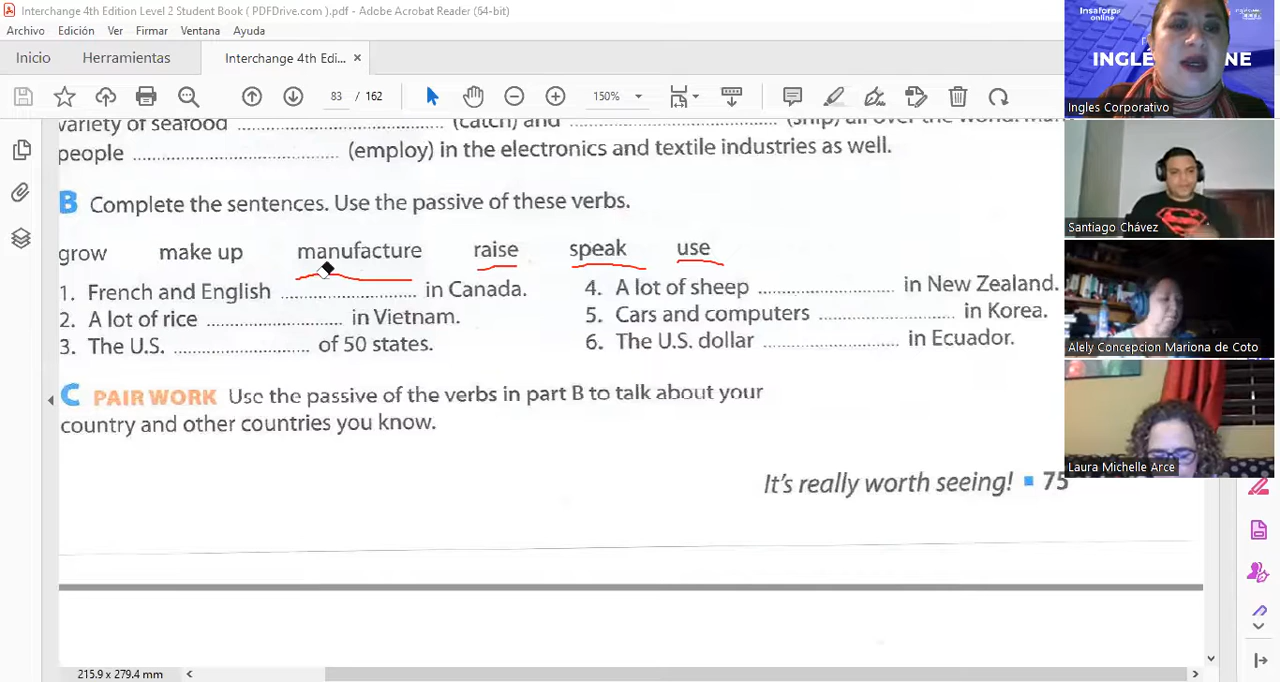 Interchange 4th Edition Level 2 Student Book ( PDFDrive.com ).pdf - Adobe Acrobat Reader (64-bit)
Archivo Edición Ver Firmar Ventana Ayuda
Inicio Herramientas Interchange 4th Edi... ×
83 / 162 150%
variety of seafood (catch) and (ship) all over the world.
people (employ) in the electronics and textile industries as well.
B Complete the sentences. Use the passive of these verbs.
grow make up manufacture raise speak use
1. French and English in Canada.
2. A lot of rice in Vietnam.
3. The U.S. of 50 states.
4. A lot of sheep in New Zealand.
5. Cars and computers in Korea.
6. The U.S. dollar in Ecuador.
C PAIR WORK Use the passive of the verbs in part B to talk about your
country and other countries you know.
It's really worth seeing! ▪ 75
215.9 x 279.4 mm
Insaforp
online
INGLÉ NE
Ingles Corporativo
Santiago Chávez
Alely Concepcion Mariona de Coto
Laura Michelle Arce